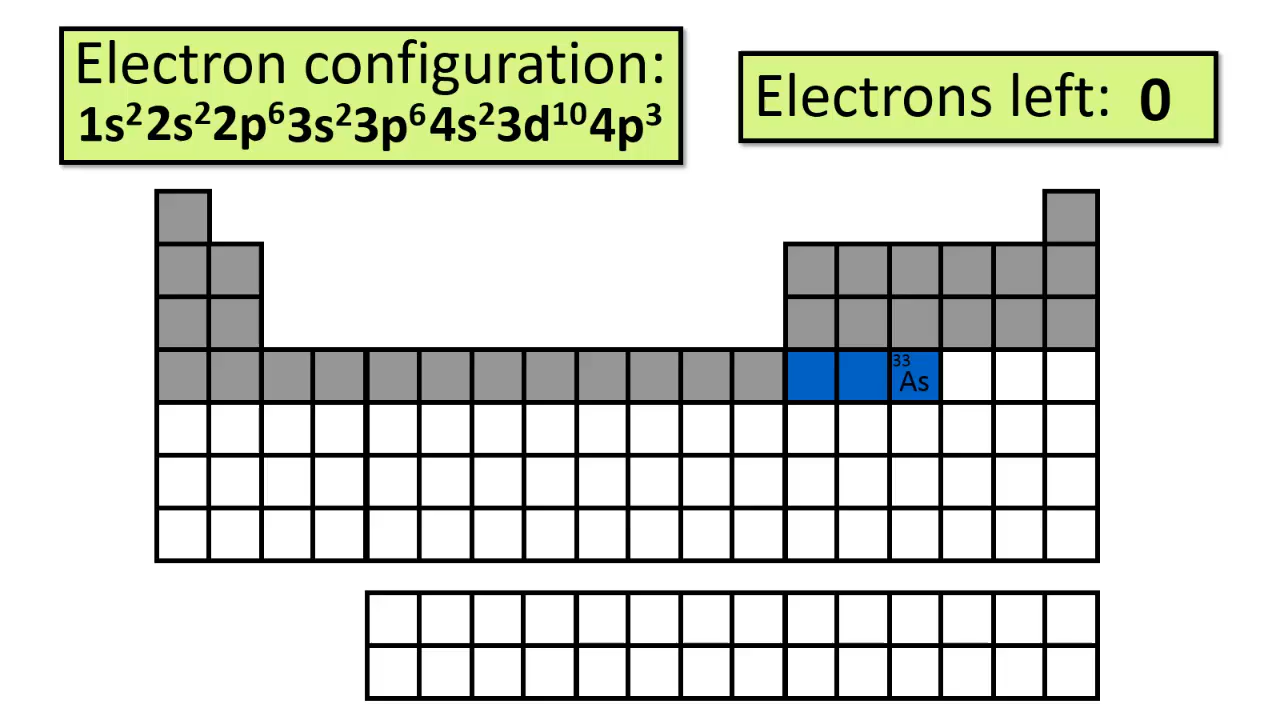 Electron configuration:
1s²2s²2p⁶3s²3p⁶4s²3d¹⁰4p³
Electrons left: 0
33
As